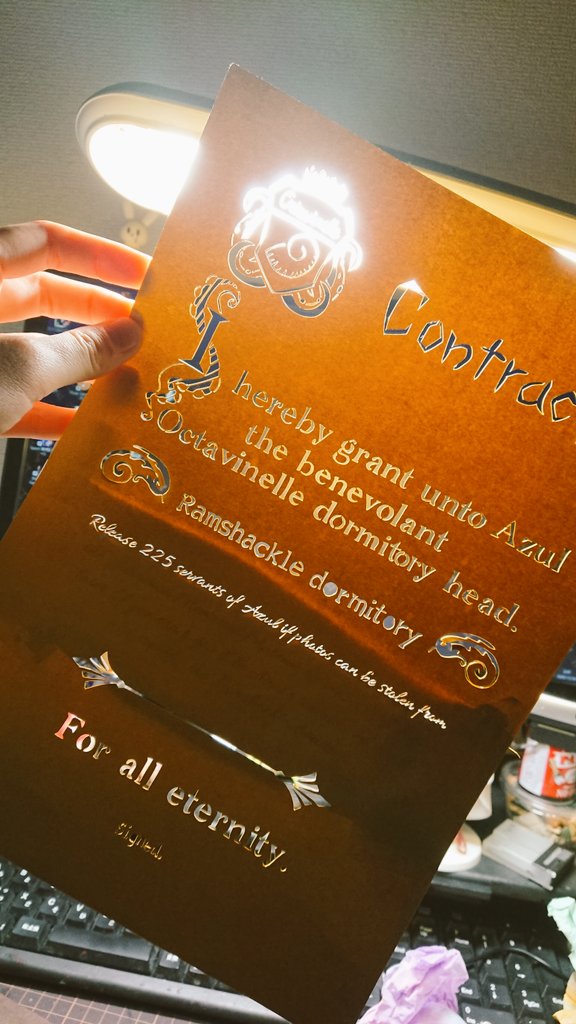 Contrac
I
hereby grant unto Azul
the benevolant
Octavinelle dormitory head.
Ramshackle dormitory
Release 225 servants of Azul if photos can be stolen from
For all eternity.
Signed